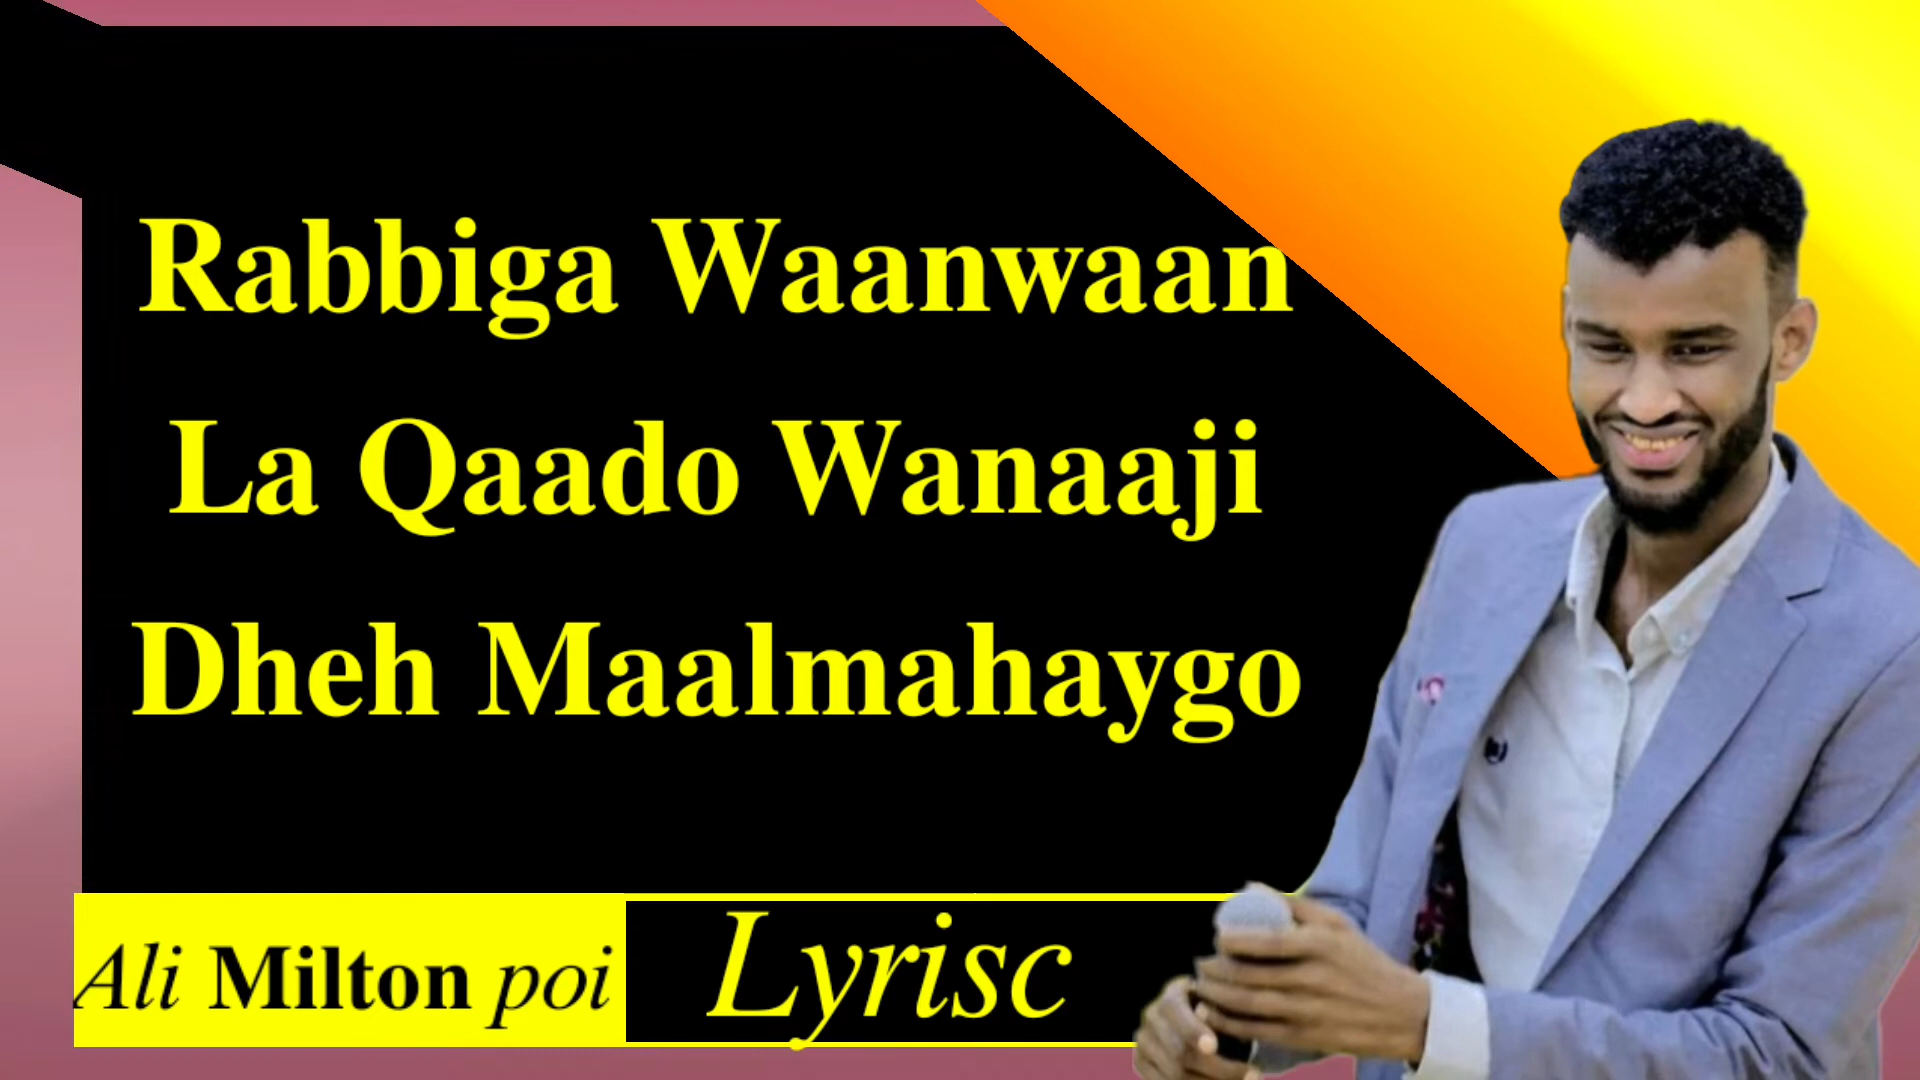 Rabbiga Waanwaan
La Qaado Wanaaji
Dheh Maalmahaygo
Ali Milton poi
Lyrisc